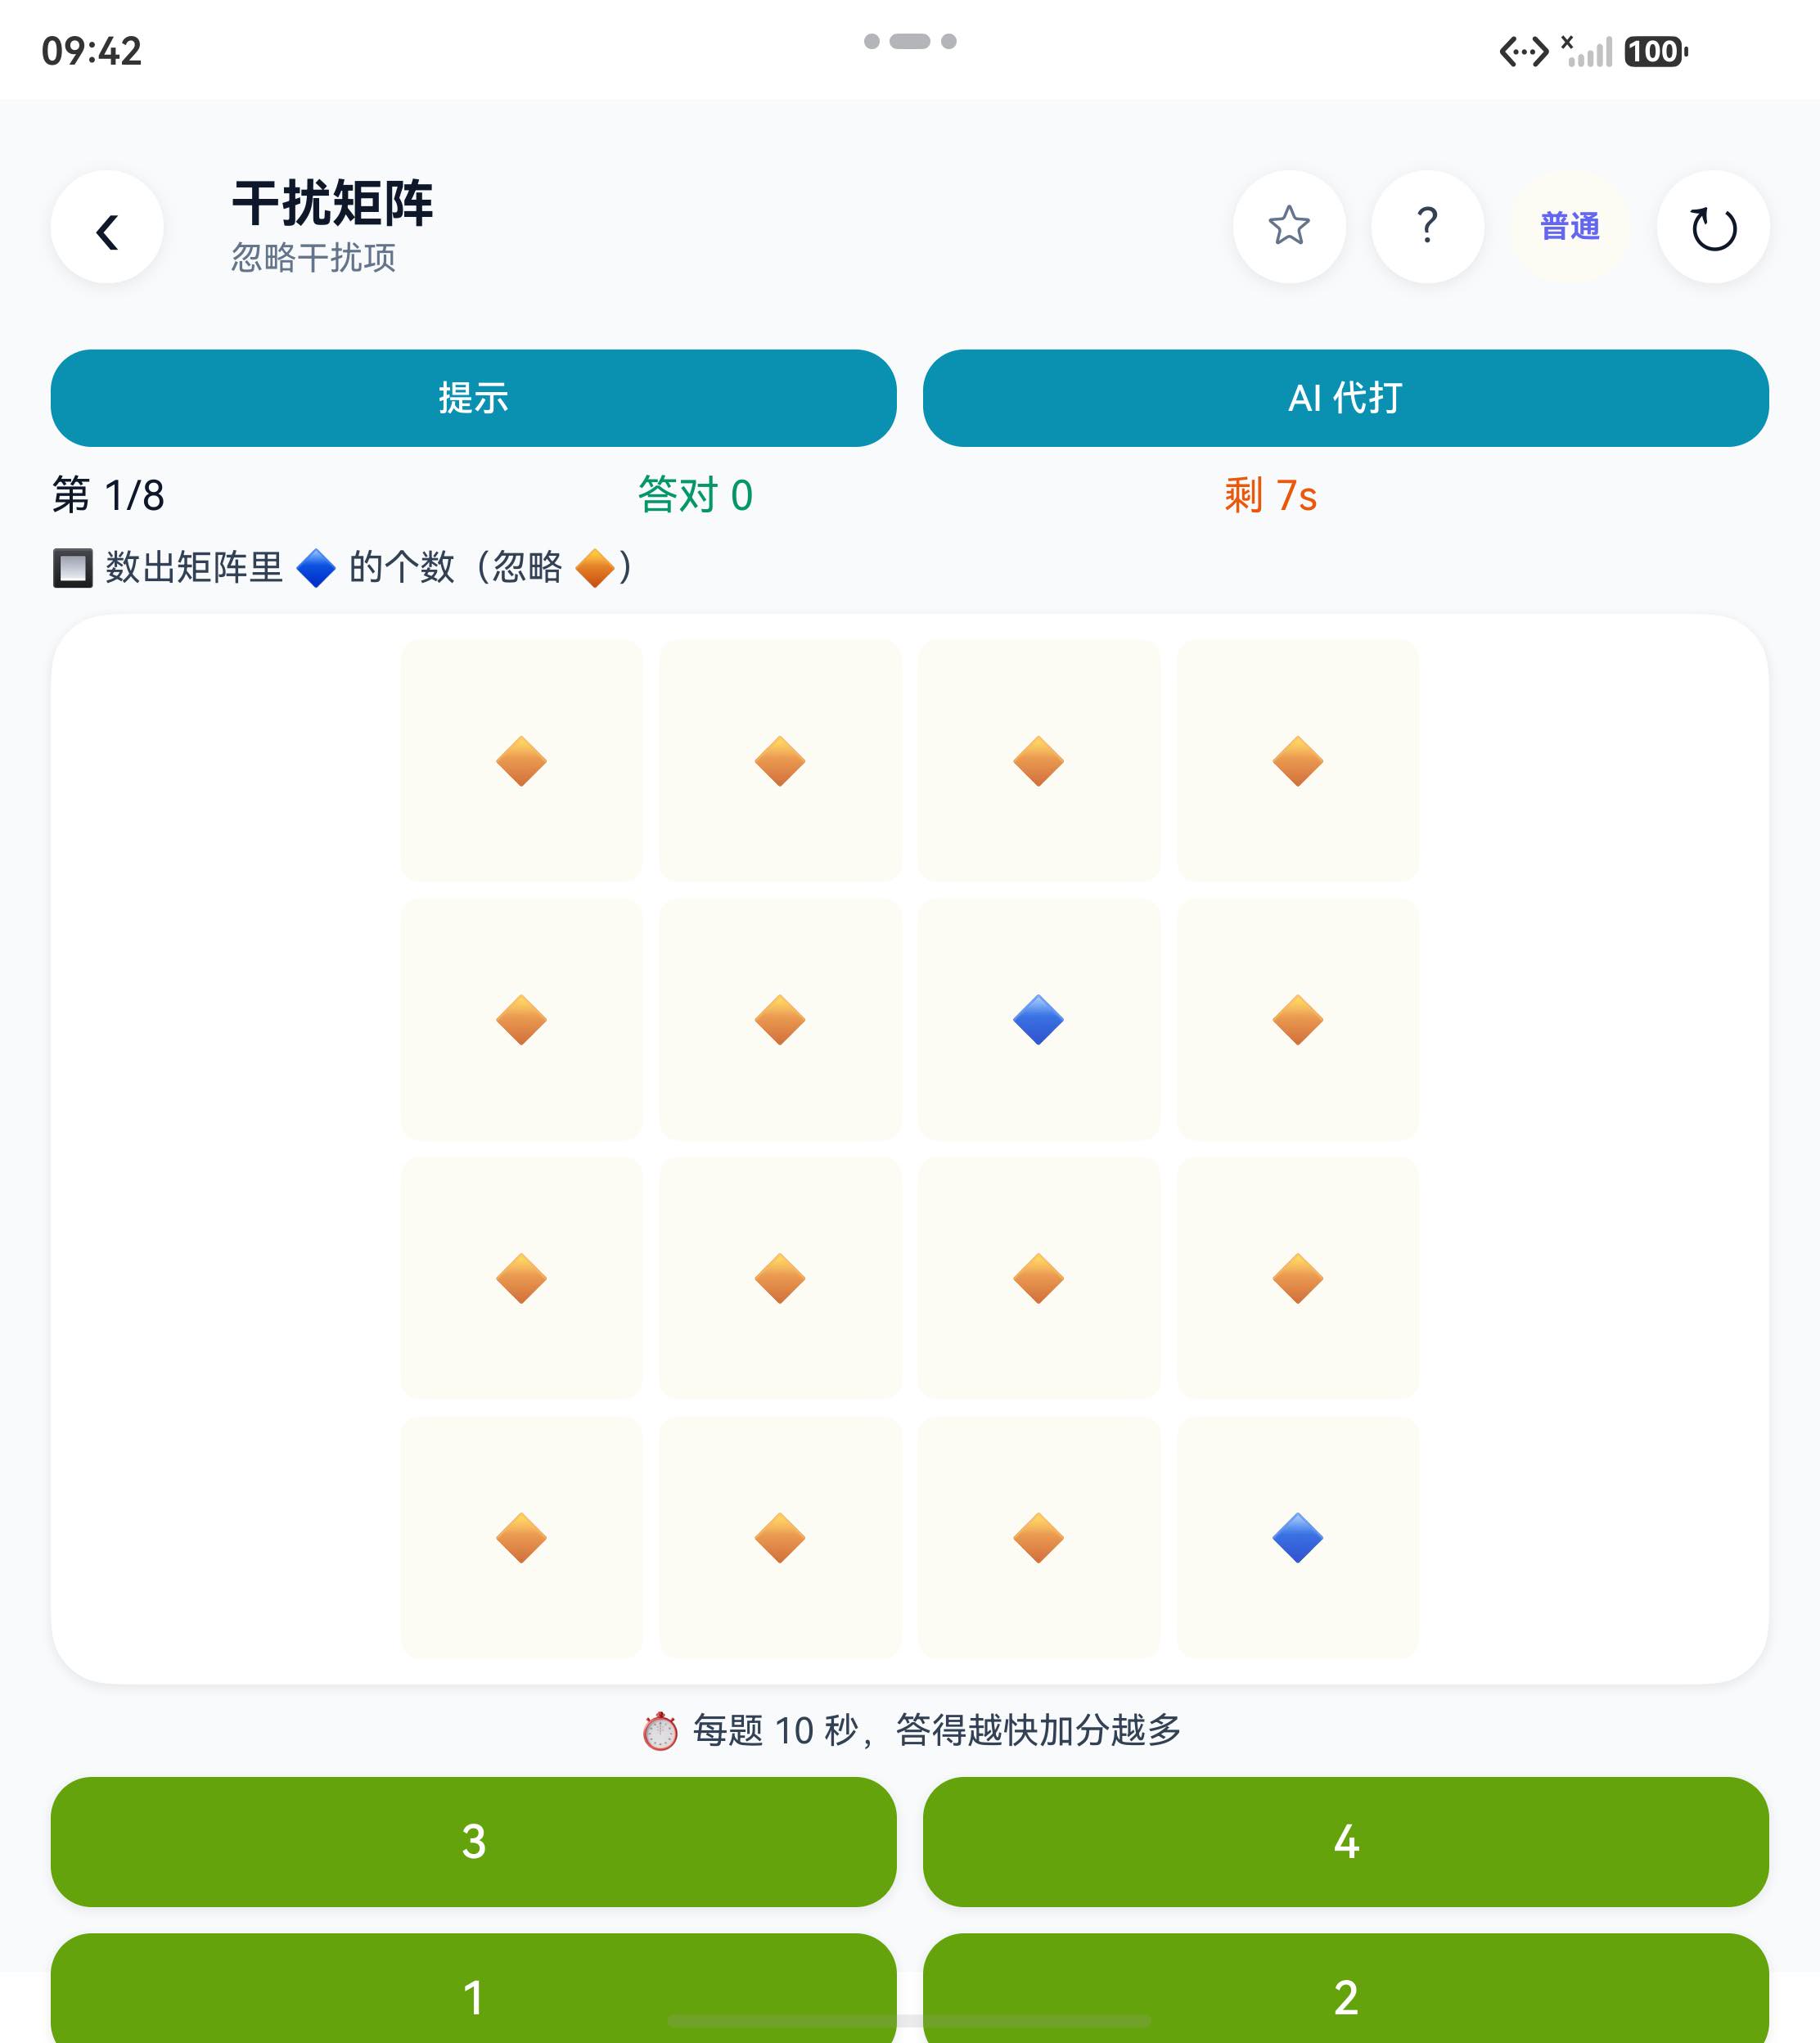 09:42
100
干扰矩阵
忽略干扰项
?
普通
提示
AI 代打
第 1/8
答对 0
剩 7s
🔲 数出矩阵里 🔷 的个数（忽略 🔶）
⏱️ 每题 10 秒，答得越快加分越多
3
4
1
2